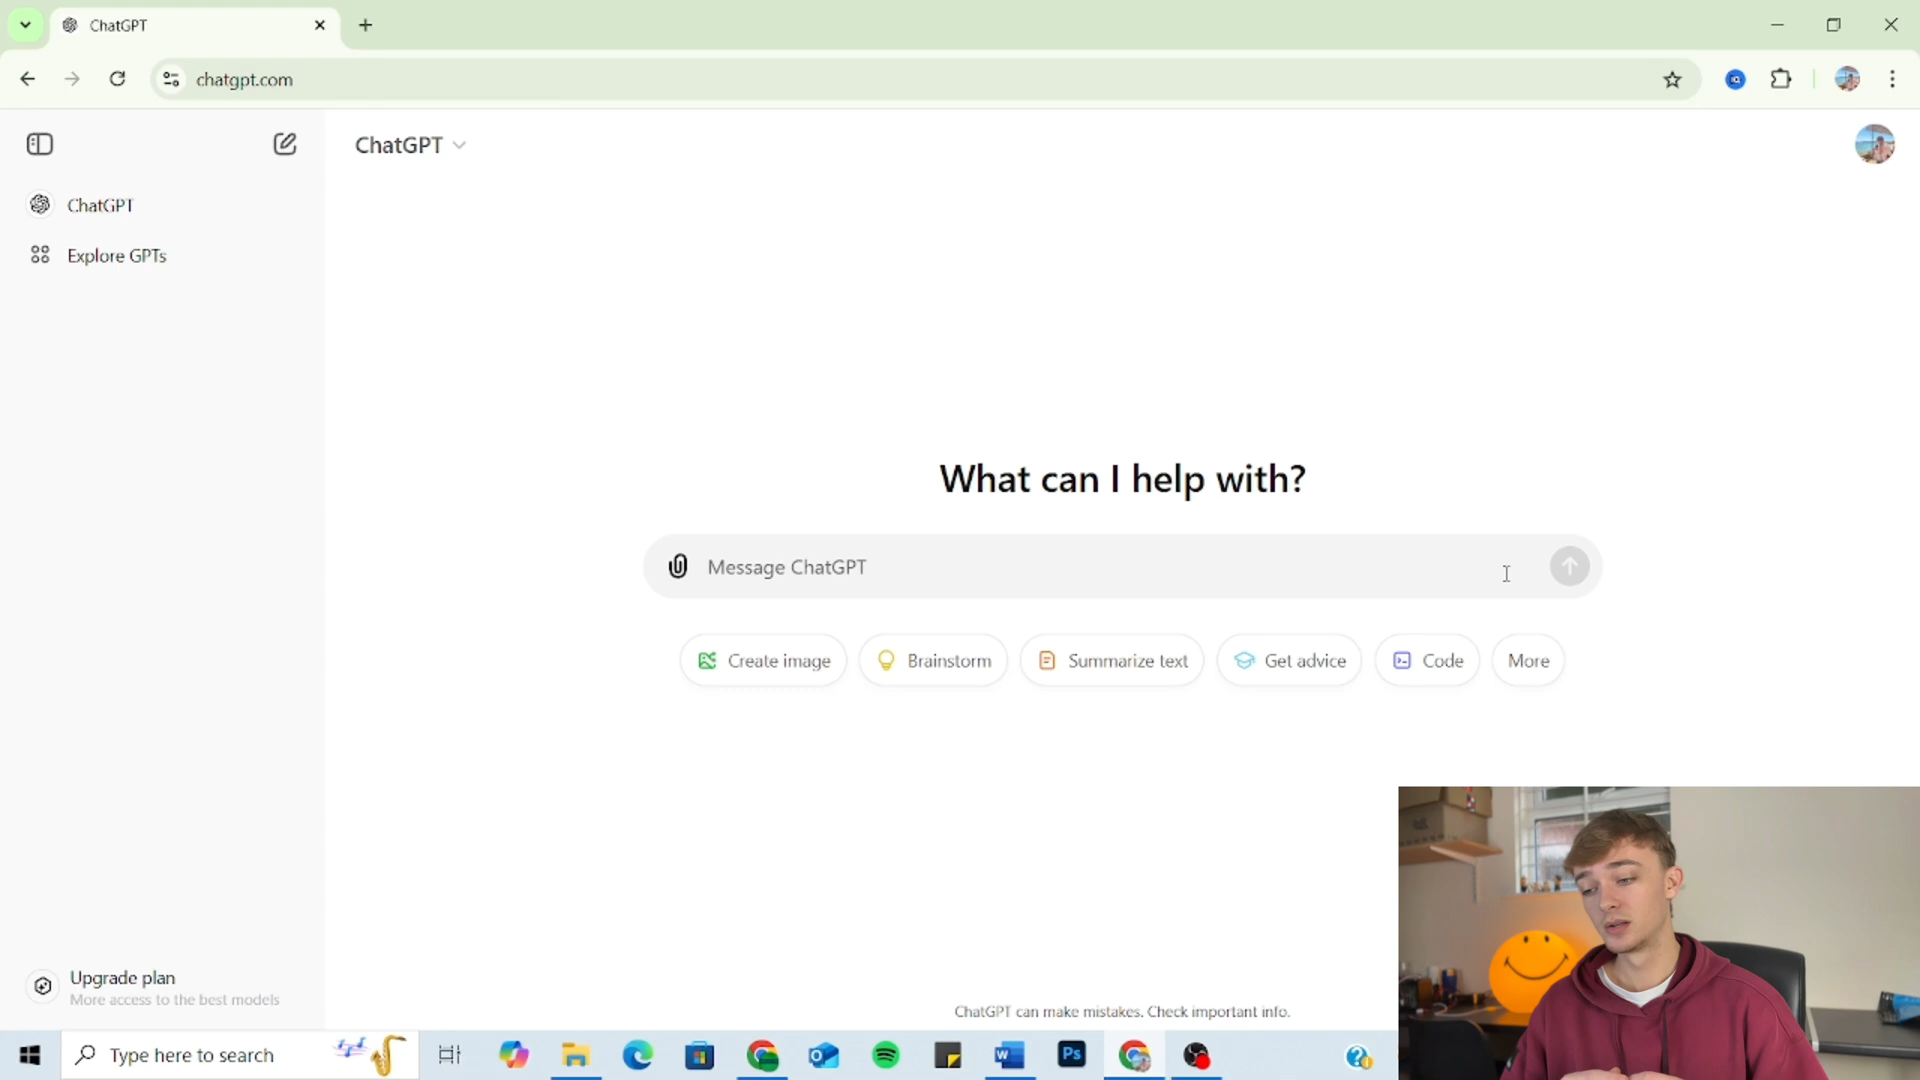 ChatGPT
chatgpt.com
ChatGPT
ChatGPT
Explore GPTs
What can I help with?
Message ChatGPT
Create image
Brainstorm
Summarize text
Get advice
Code
More
Upgrade plan
More access to the best models
ChatGPT can make mistakes. Check important info.
Type here to search
Ps